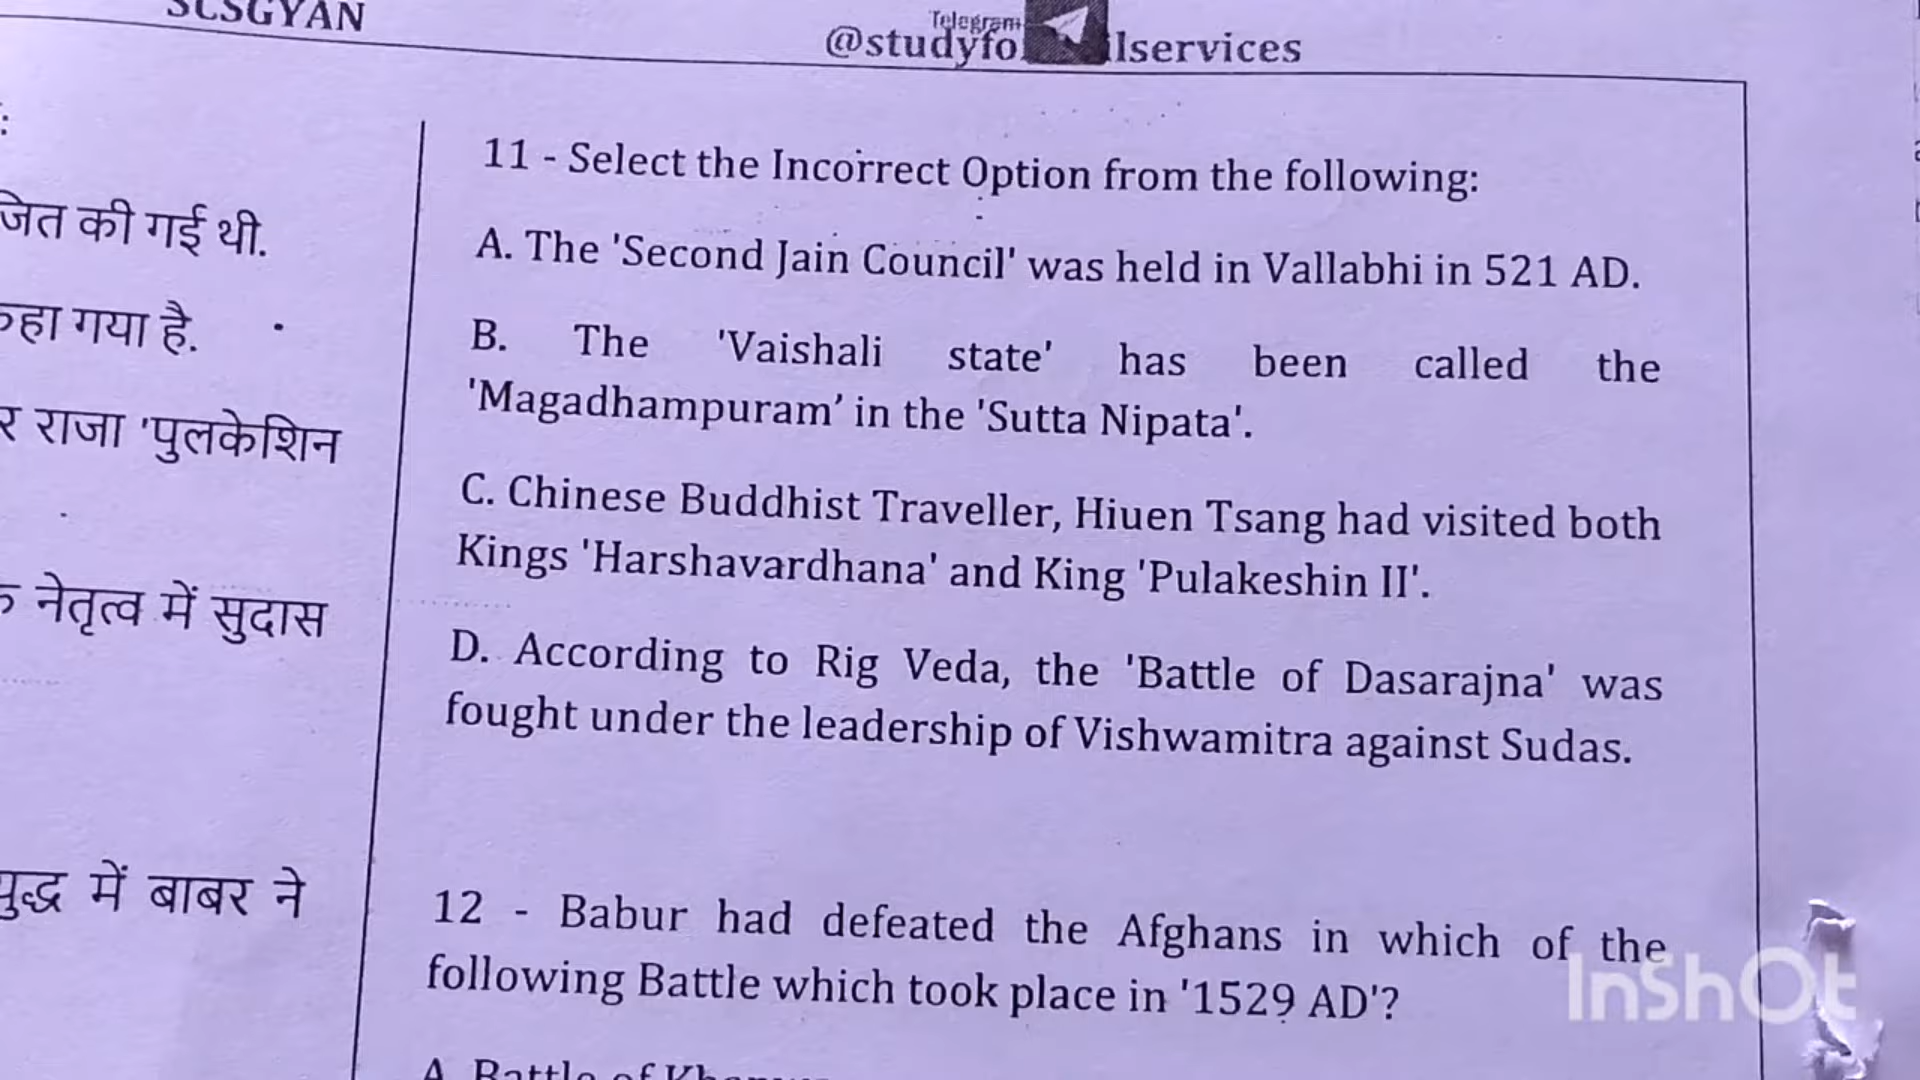 SCSGYAN
Telegram
@studyfo lservices
11 - Select the Incorrect Option from the following:
A. The 'Second Jain Council' was held in Vallabhi in 521 AD.
B. The 'Vaishali state' has been called the
'Magadhampuram' in the 'Sutta Nipata'.
C. Chinese Buddhist Traveller, Hiuen Tsang had visited both
Kings 'Harshavardhana' and King 'Pulakeshin II'.
D. According to Rig Veda, the 'Battle of Dasarajna' was
fought under the leadership of Vishwamitra against Sudas.
12 - Babur had defeated the Afghans in which of the
following Battle which took place in '1529 AD'?
A. Battle of
की गई थी.
गया है.
राजा 'पुलकेशिन
नेतृत्व में सुदास
युद्ध में बाबर ने
InShOt